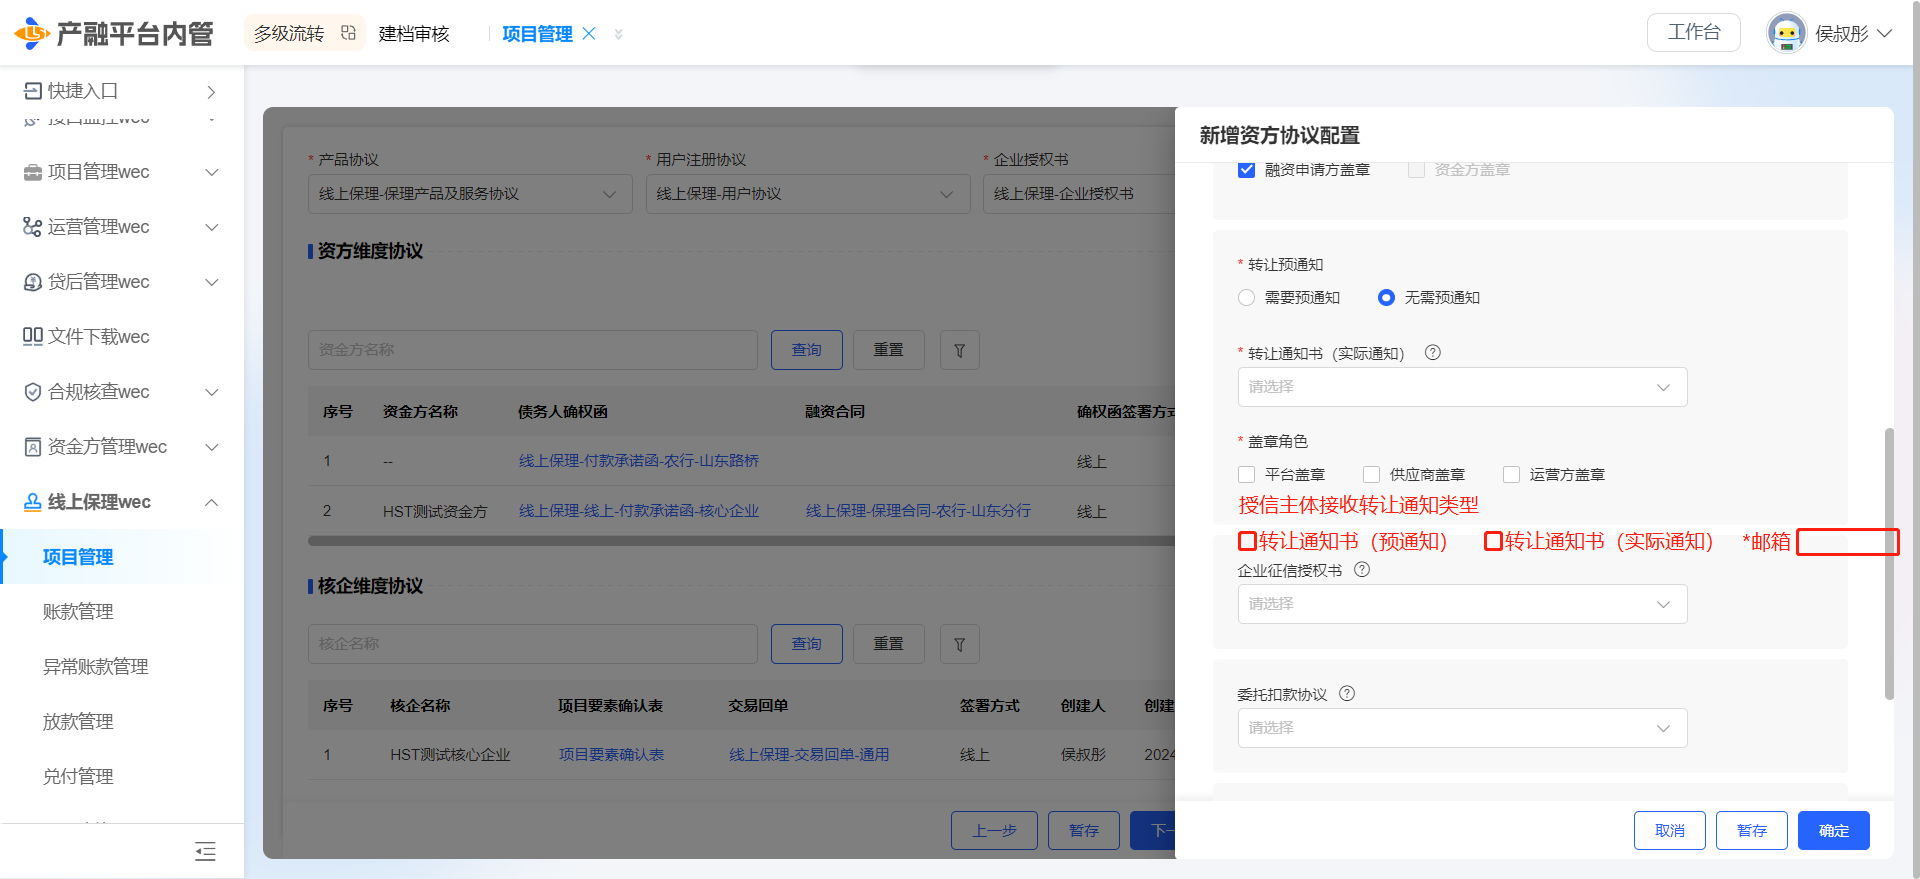 产融平台内管
多级流转
建档审核
项目管理
工作台
侯叔彤
快捷入口
接口监控wec
项目管理wec
运营管理wec
贷后管理wec
文件下载wec
合规核查wec
资金方管理wec
线上保理wec
项目管理
账款管理
异常账款管理
放款管理
兑付管理
* 产品协议
* 用户注册协议
* 企业授权书
线上保理-保理产品及服务协议
线上保理-用户协议
线上保理-企业授权书
资方维度协议
资金方名称
查询
重置
序号 资金方名称 债务人确权函 融资合同 确权函签署方式
1 -- 线上保理-付款承诺函-农行-山东路桥 线上
2 HST测试资金方 线上保理-线上-付款承诺函-核心企业 线上保理-保理合同-农行-山东分行 线上
核企维度协议
核企名称
查询
重置
序号 核企名称 项目要素确认表 交易回单 签署方式 创建人 创建
1 HST测试核心企业 项目要素确认表 线上保理-交易回单-通用 线上 侯叔彤 2024
上一步
暂存
下一
新增资方协议配置
融资申请方盖章
资金方盖章
* 转让预通知
需要预通知
无需预通知
* 转让通知书（实际通知）
请选择
* 盖章角色
平台盖章
供应商盖章
运营方盖章
授信主体接收转让通知类型
转让通知书（预通知）
转让通知书（实际通知）
*邮箱
企业征信授权书
请选择
委托扣款协议
请选择
取消
暂存
确定